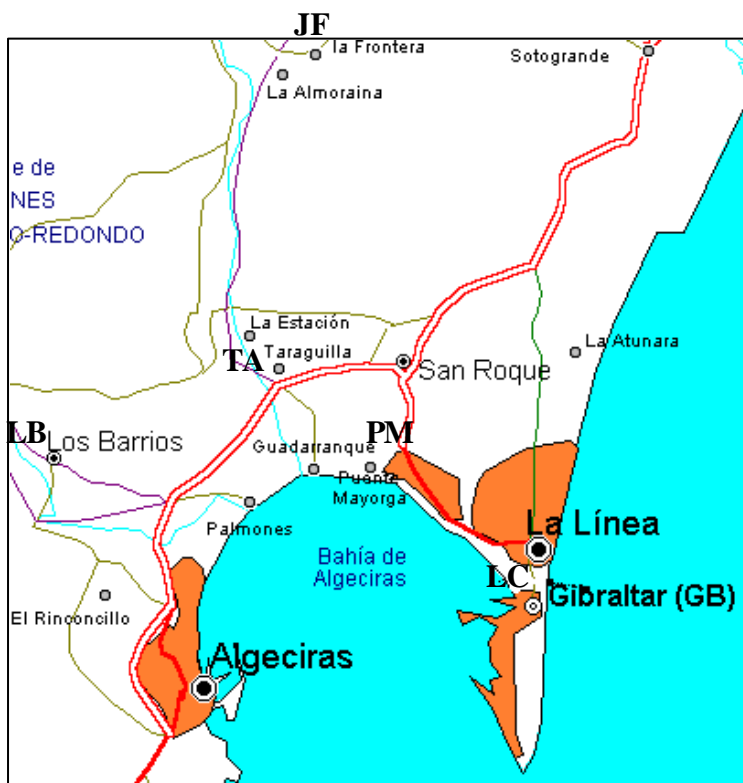 JF
la Frontera
Sotogrande
La Almoraina
e de
NES
O-REDONDO
La Estación
La Atunara
TA
Taraguilla
San Roque
LB
Los Barrios
PM
Guadarranque
Puente
Mayorga
Palmones
La Línea
Bahía de
Algeciras
LC
El Rinconcillo
Gibraltar (GB)
Algeciras